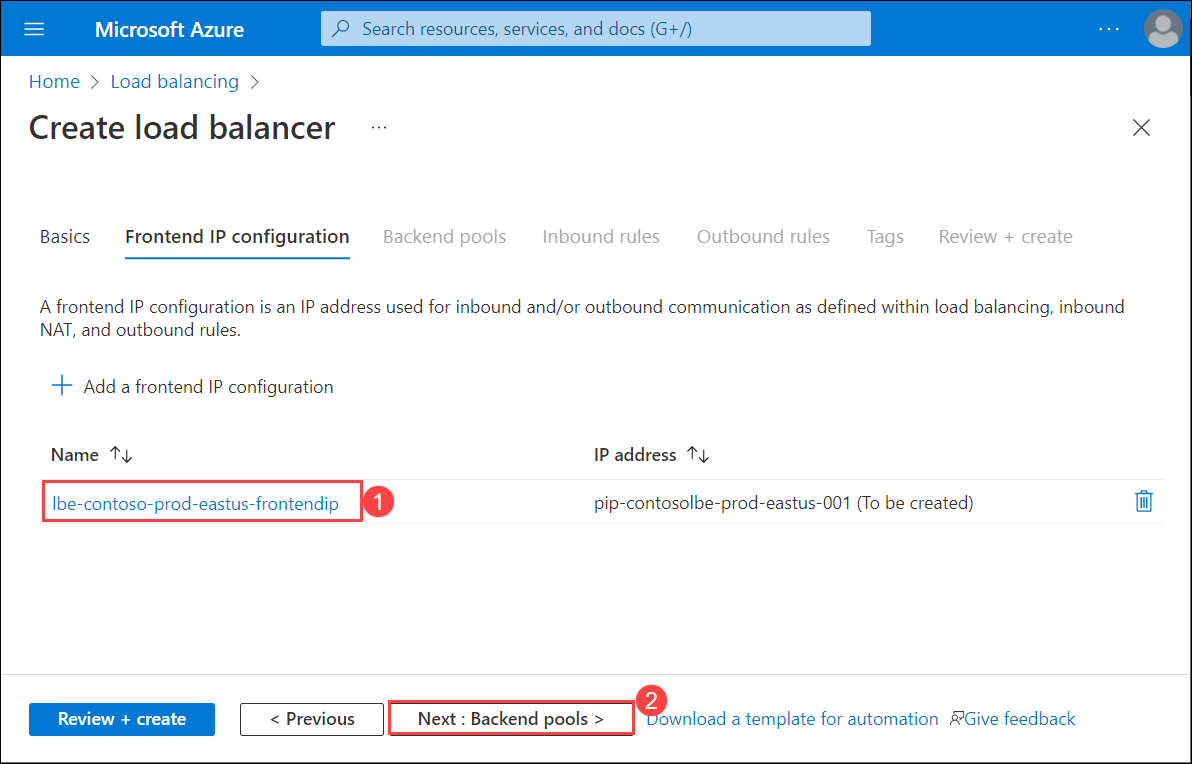 Microsoft Azure
Search resources, services, and docs (G+/)
Home > Load balancing >
Create load balancer ...
Basics Frontend IP configuration Backend pools Inbound rules Outbound rules Tags Review + create
A frontend IP configuration is an IP address used for inbound and/or outbound communication as defined within load balancing, inbound
NAT, and outbound rules.
Add a frontend IP configuration
Name IP address
lbe-contoso-prod-eastus-frontendip 1 pip-contosolbe-prod-eastus-001 (To be created)
2
Review + create < Previous Next : Backend pools > Download a template for automation Give feedback